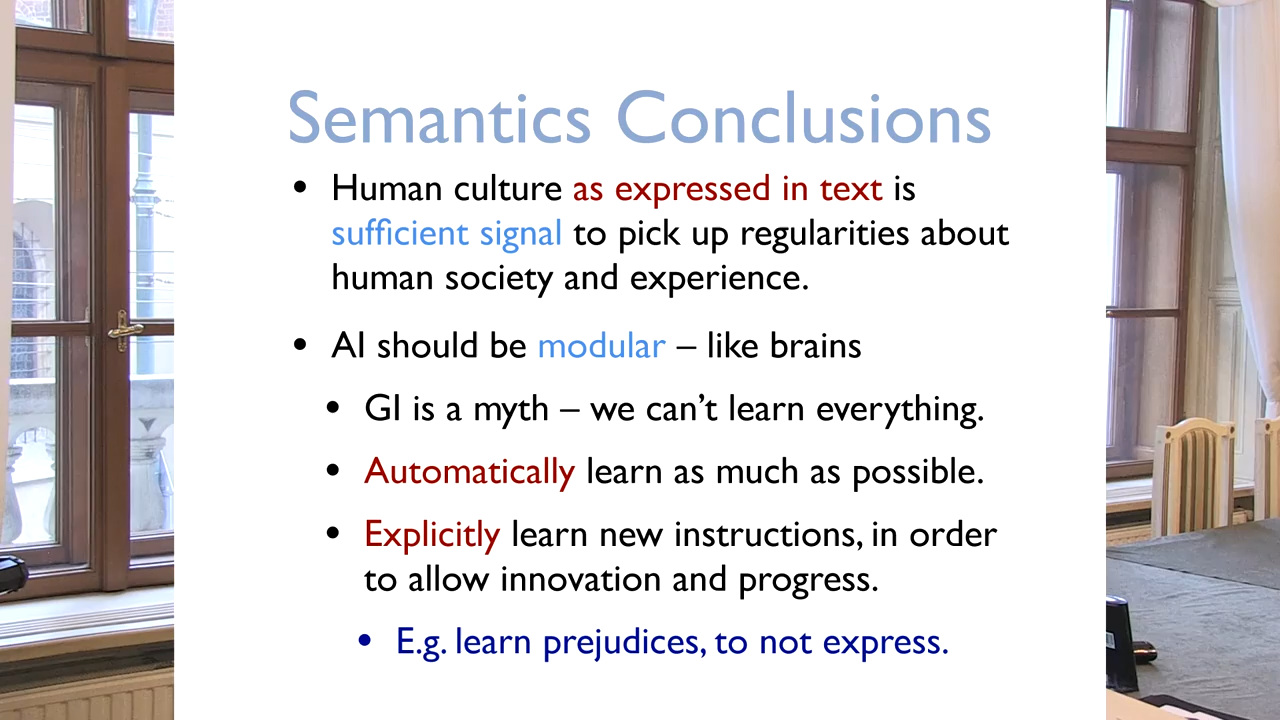 Semantics Conclusions
• Human culture as expressed in text is
sufficient signal to pick up regularities about
human society and experience.
• AI should be modular – like brains
• GI is a myth – we can't learn everything.
• Automatically learn as much as possible.
• Explicitly learn new instructions, in order
to allow innovation and progress.
• E.g. learn prejudices, to not express.